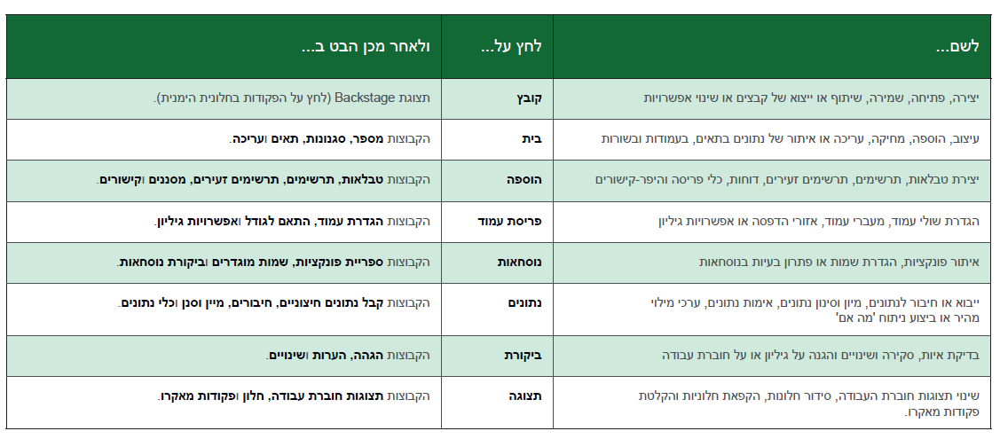 לשם... לחץ על... ולאחר מכן הבט ב...
יצירה, פתיחה, שמירה, שיתוף או ייצוא של קבצים או שינוי אפשרויות קובץ תצוגת Backstage (לחץ על הפקודות בחלונית הימנית).
עיצוב, הוספה, מחיקה, עריכה או איתור של נתונים בתאים, בעמודות ובשורות בית הקבוצות מספר, סגנונות, תאים ועריכה.
יצירת טבלאות, תרשימים, תרשימים זעירים, דוחות, כלי פריסה והיפר-קישורים הוספה הקבוצות טבלאות, תרשימים, תרשימים זעירים, מסננים וקישורים.
הגדרת שולי עמוד, מעברי עמוד, אזורי הדפסה או אפשרויות גיליון פריסת עמוד הקבוצות הגדרת עמוד, התאם לגודל ואפשרויות גיליון.
איתור פונקציות, הגדרת שמות או פתרון בעיות בנוסחאות נוסחאות הקבוצות ספריית פונקציות, שמות מוגדרים וביקורת נוסחאות.
ייבוא או חיבור לנתונים, מיון וסינון נתונים, אימות נתונים, ערכי מילוי נתונים הקבוצות קבל נתונים חיצוניים, חיבורים, מיין וסנן וכלי נתונים.
מהיר או ביצוע ניתוח 'מה אם'
בדיקת איות, סקירה ושינויים והגנה על גיליון או על חוברת עבודה ביקורת הקבוצות הגהה, הערות ושינויים.
שינוי תצוגות חוברת העבודה, סידור חלונות, הקפאת חלוניות והקלטת תצוגה הקבוצות תצוגות חוברת עבודה, חלון ופקודות מאקרו.
פקודות מאקרו.